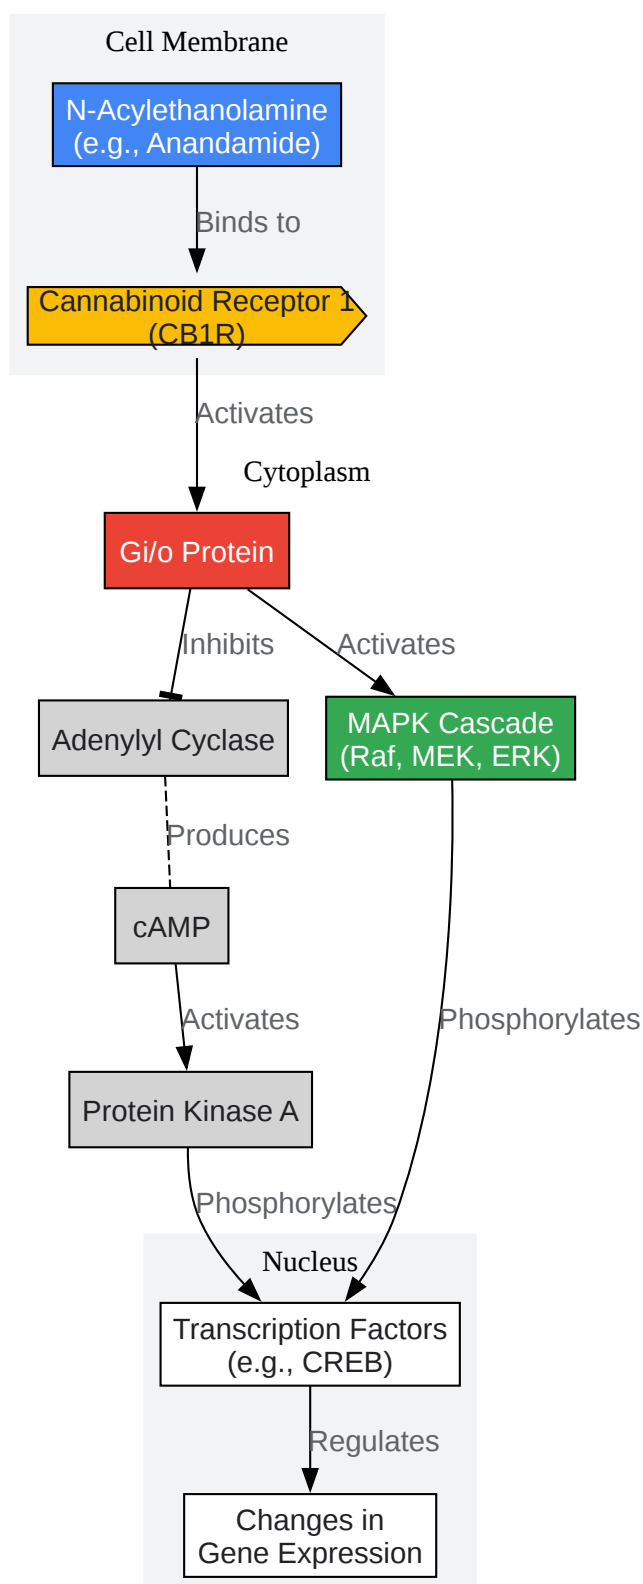 Cell Membrane
N-Acylethanolamine
(e.g., Anandamide)
Binds to
Cannabinoid Receptor 1
(CB1R)
Activates
Cytoplasm
Gi/o Protein
Inhibits
Activates
Adenylyl Cyclase
MAPK Cascade
(Raf, MEK, ERK)
Produces
cAMP
Activates
Phosphorylates
Protein Kinase A
Phosphorylates
Nucleus
Transcription Factors
(e.g., CREB)
Regulates
Changes in
Gene Expression